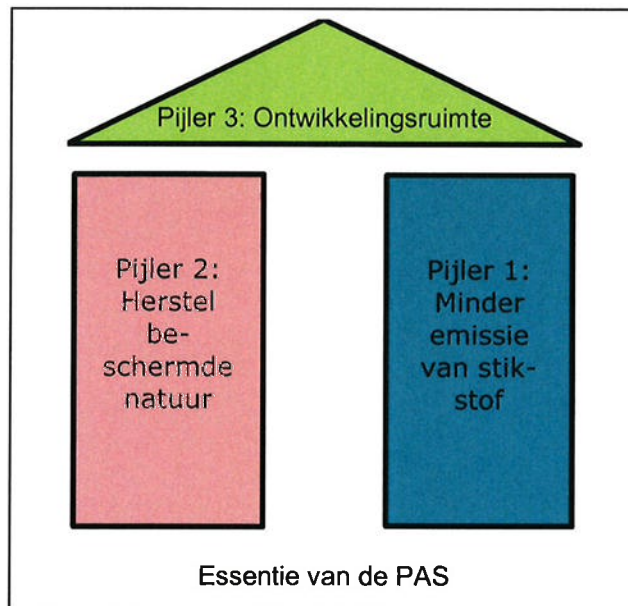 Pijler 3: Ontwikkelingsruimte
Pijler 2:
Herstel
be-
schermde
natuur
Pijler 1:
Minder
emissie
van stik-
stof
Essentie van de PAS